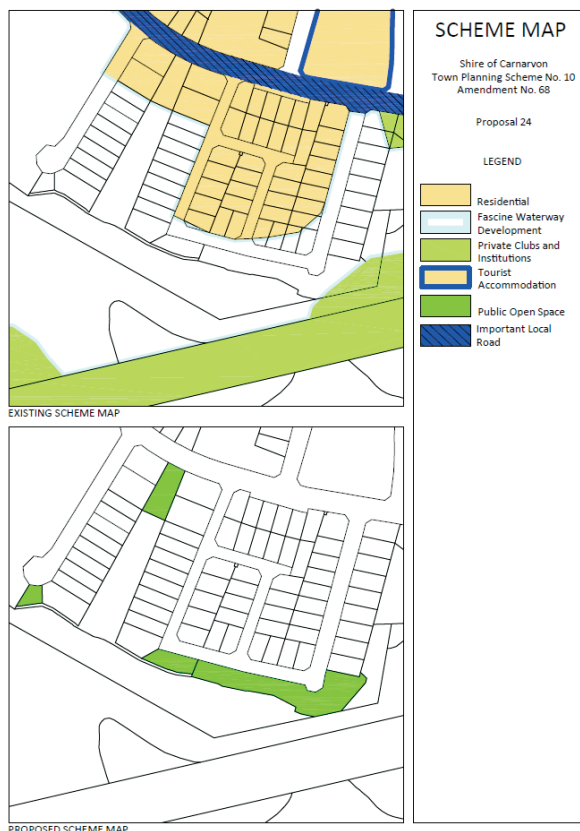 SCHEME MAP
Shire of Carnarvon
Town Planning Scheme No. 10
Amendment No. 68
Proposal 24
LEGEND
Residential
Fascine Waterway
Development
Private Clubs and
Institutions
Tourist
Accommodation
Public Open Space
Important Local
Road
EXISTING SCHEME MAP
PROPOSED SCHEME MAP